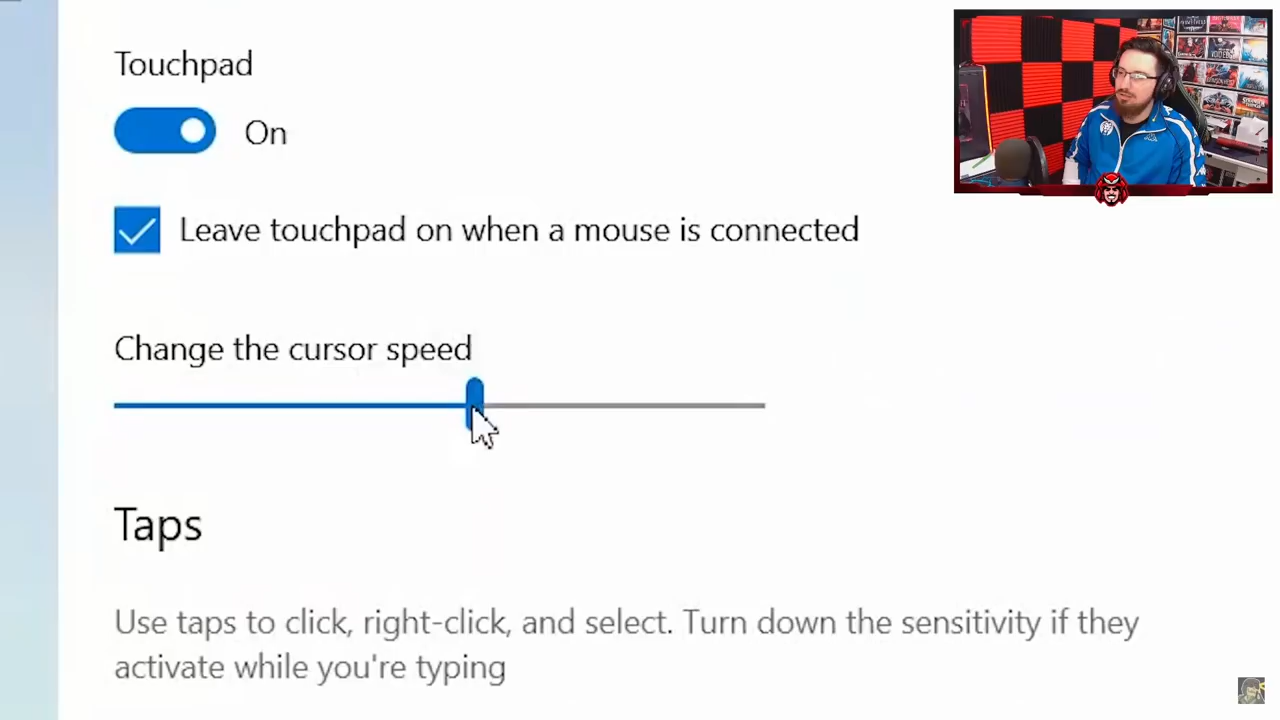 Touchpad
On
Leave touchpad on when a mouse is connected
Change the cursor speed
Taps
Use taps to click, right-click, and select. Turn down the sensitivity if they
activate while you're typing